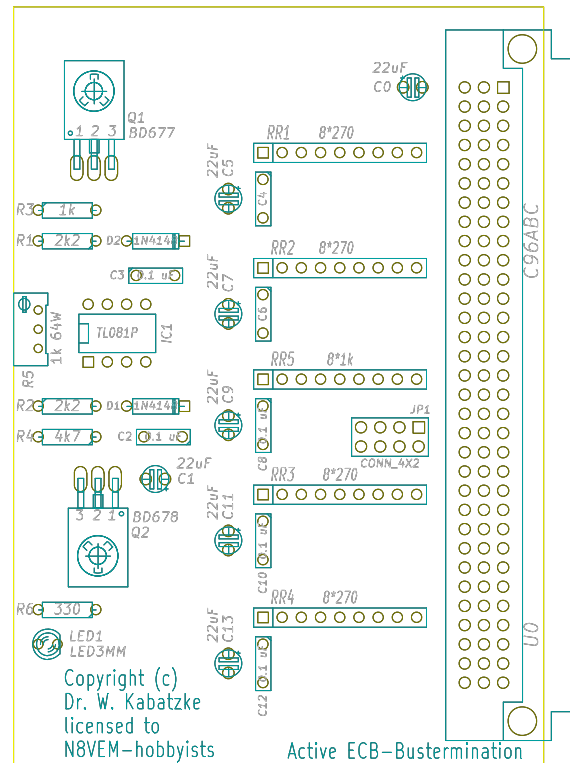 22uF
C0
Q1
BD677
1 2 3
RR1 8*270
22uF
C5
C4
R3 1k
R1 2k2
D2 1N4148
C96ABC
RR2 8*270
C3 0.1 uF
22uF
C7
C6
TL081P
IC1
1k 64W
R5
RR5 8*1k
22uF
C9
0.1 uF
C8
R2 2k2
D1 1N4148
JP1
R4 4k7
C2 0.1 uF
CONN_4X2
22uF
C1
RR3 8*270
22uF
C11
0.1 uF
C10
3 2 1
BD678
Q2
RR4 8*270
R6 330
22uF
C13
0.1 uF
C12
U0
LED1
LED3MM
Copyright (c)
Dr. W. Kabatzke
licensed to
N8VEM-hobbyists
Active ECB-Bustermination